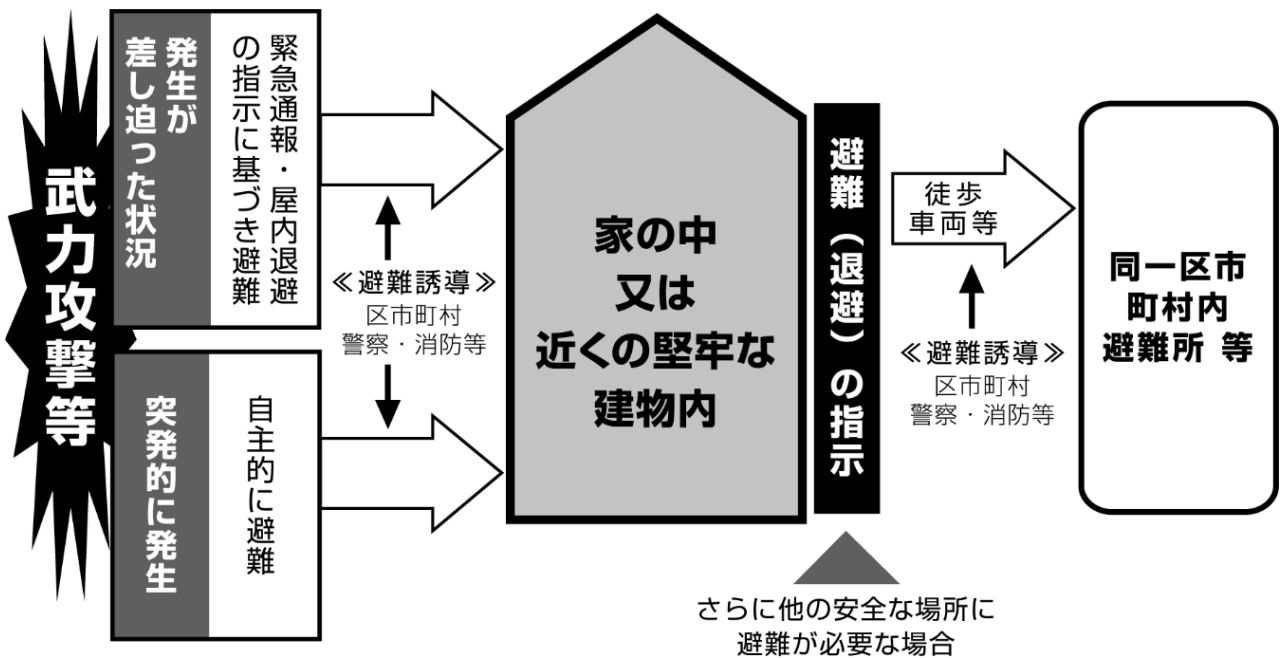 武力攻撃等
発生が
差し迫った状況
緊急通報・屋内退避
の指示に基づき避難
突発的に発生
自主的に避難
≪避難誘導≫
区市町村
警察・消防等
家の中
又は
近くの堅牢な
建物内
避難（退避）の指示
さらに他の安全な場所に
避難が必要な場合
徒歩
車両等
≪避難誘導≫
区市町村
警察・消防等
同一区市
町村内
避難所 等